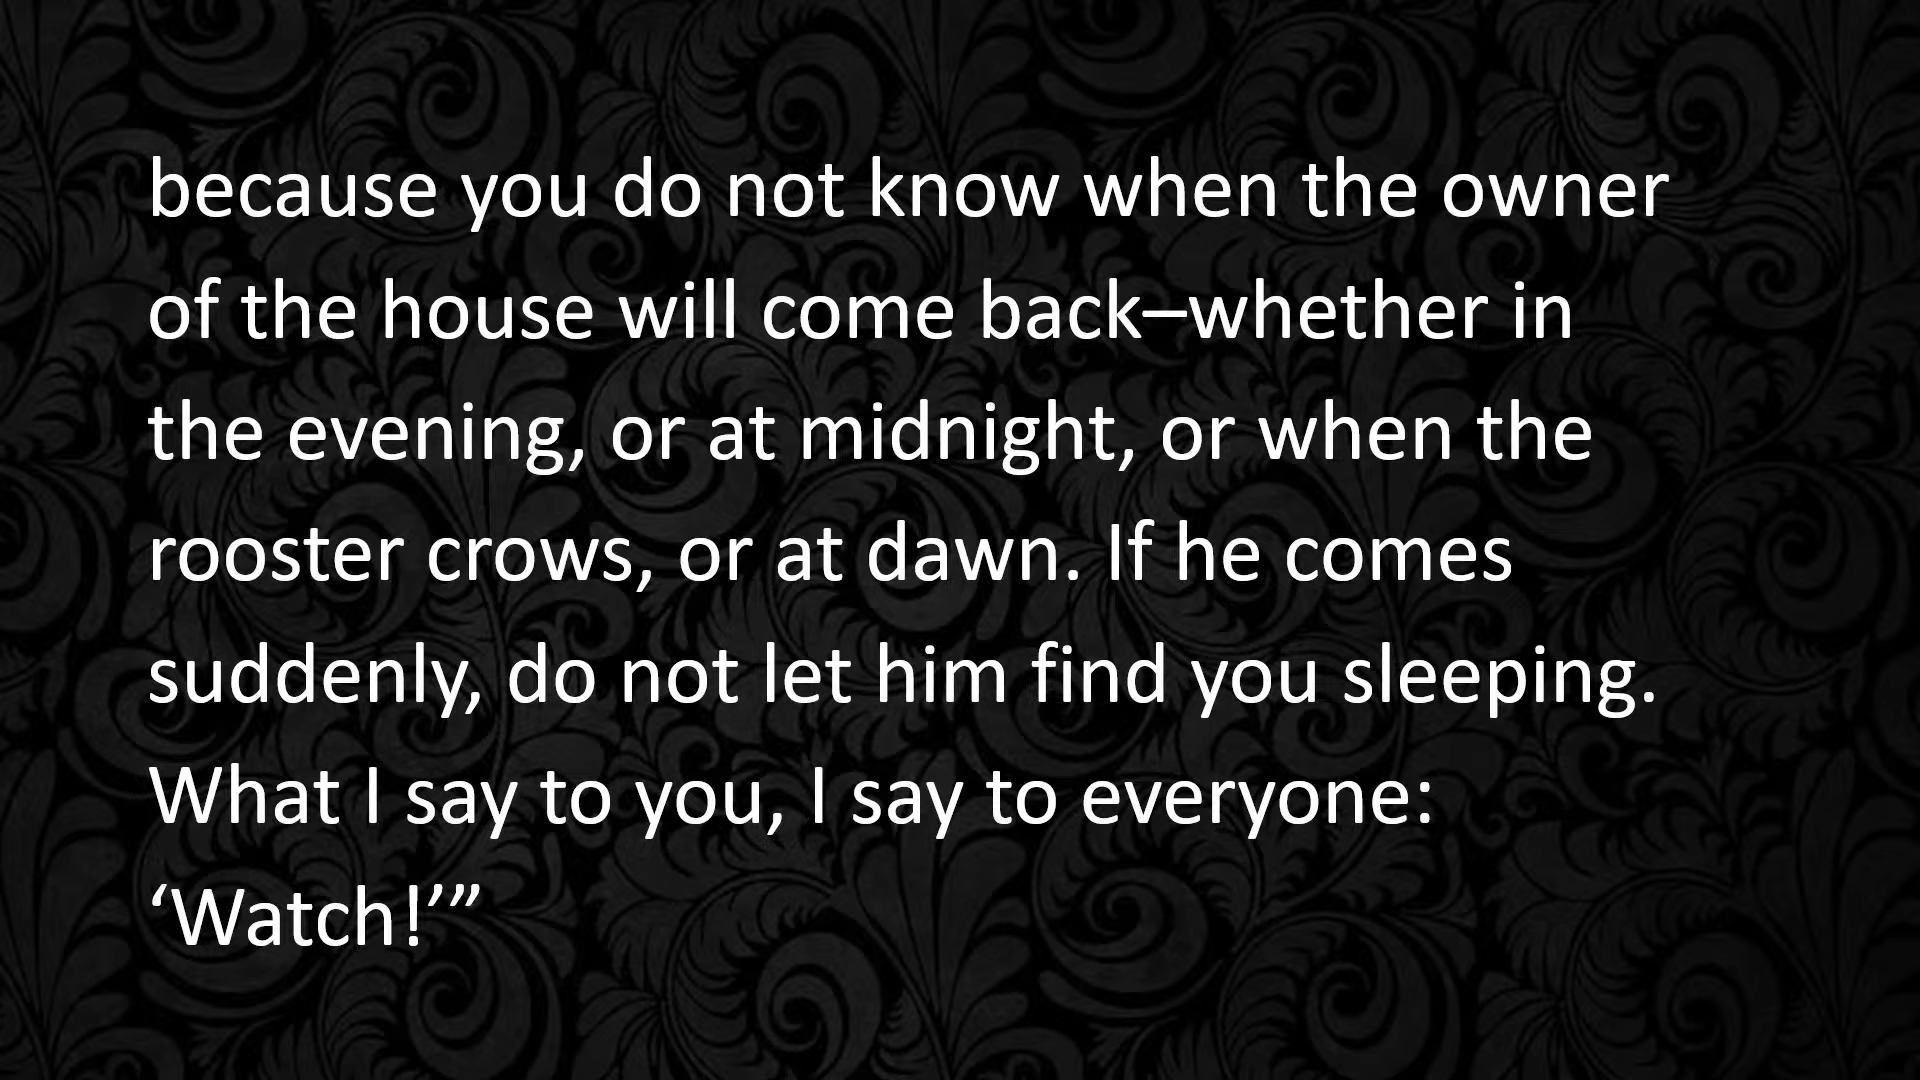 because you do not know when the owner
of the house will come back–whether in
the evening, or at midnight, or when the
rooster crows, or at dawn. If he comes
suddenly, do not let him find you sleeping.
What I say to you, I say to everyone:
‘Watch!’”